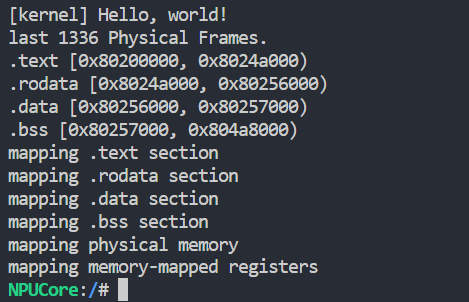 [kernel] Hello, world!
last 1336 Physical Frames.
.text [0x80200000, 0x8024a000)
.rodata [0x8024a000, 0x80256000)
.data [0x80256000, 0x80257000)
.bss [0x80257000, 0x804a8000)
mapping .text section
mapping .rodata section
mapping .data section
mapping .bss section
mapping physical memory
mapping memory-mapped registers
NPUCore:/#